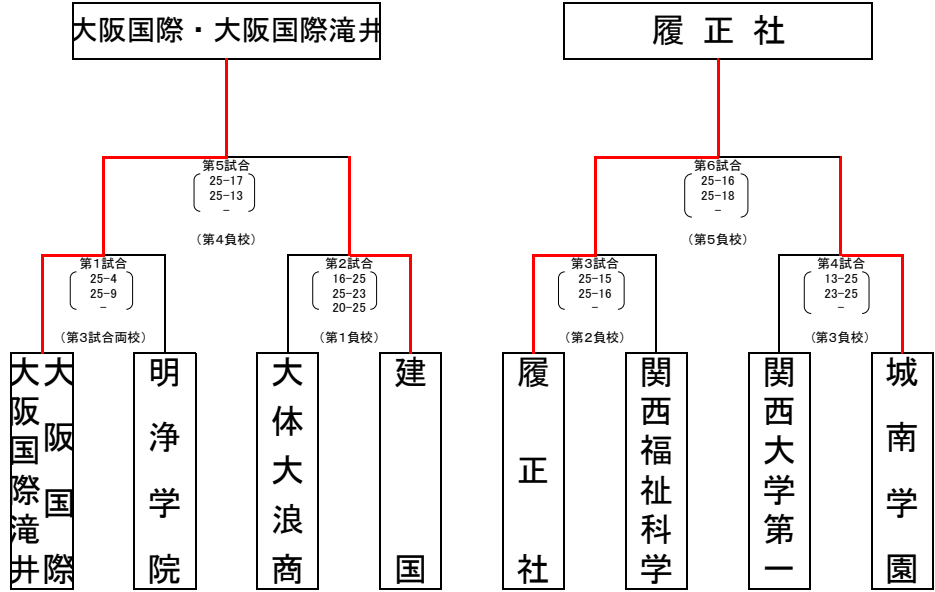 大阪国際・大阪国際滝井
履正社
第5試合
25-17
25-13
-
(第4負校)
第6試合
25-16
25-18
-
(第5負校)
第1試合
25-4
25-9
-
(第3試合両校)
第2試合
16-25
25-23
20-25
(第1負校)
第3試合
25-15
25-16
-
(第2負校)
第4試合
13-25
23-25
-
(第3負校)
大阪国際
大阪国際滝井
明浄学院
大体大浪商
建国
履正社
関西福祉科学
関西大学第一
城南学園